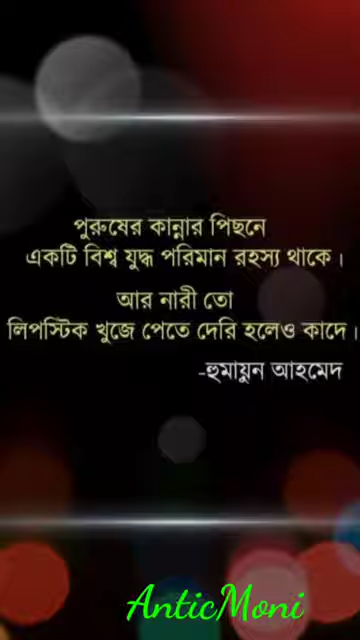 পুরুষের কান্নার পিছনে
একটি বিশ্ব যুদ্ধ পরিমান রহস্য থাকে।
আর নারী তো
লিপস্টিক খুজে পেতে দেরি হলেও কাদে।
-হুমায়ুন আহমেদ
AnticMoni